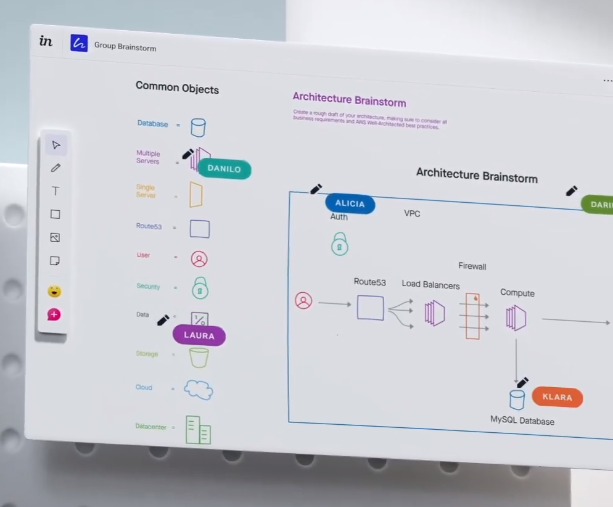 in
Group Brainstorm
Common Objects
Database
Multiple
Servers
DANILO
Single
Server
Route53
User
Security
Data
LAURA
Storage
Cloud
Datacenter
Architecture Brainstorm
Create a rough draft of your architecture, making sure to consider all
business requirements and AWS Well-Architected best practices.
Architecture Brainstorm
ALICIA
DARI
Auth
VPC
Firewall
Route53
Load Balancers
Compute
KLARA
MySQL Database
T